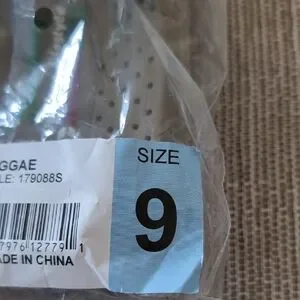 GGAE
LE: 179088S
7976 12779 1
ADE IN CHINA
SIZE
9